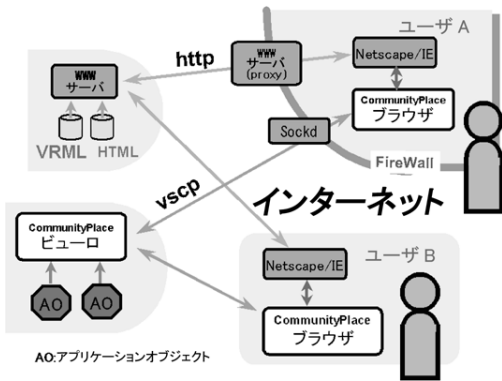 ユーザA
http
WWW
サーバ
(proxy)
Netscape/IE
WWW
サーバ
CommunityPlace
ブラウザ
Sockd
VRML
HTML
FireWall
vscp
インターネット
CommunityPlace
ビューロ
ユーザB
Netscape/IE
AO
AO
CommunityPlace
ブラウザ
AO:アプリケーションオブジェクト